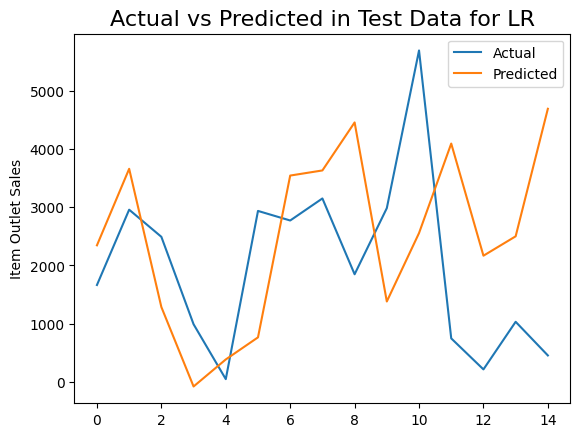 Actual vs Predicted in Test Data for LR
Actual
Predicted
Item Outlet Sales
5000
4000
3000
2000
1000
0
0 2 4 6 8 10 12 14